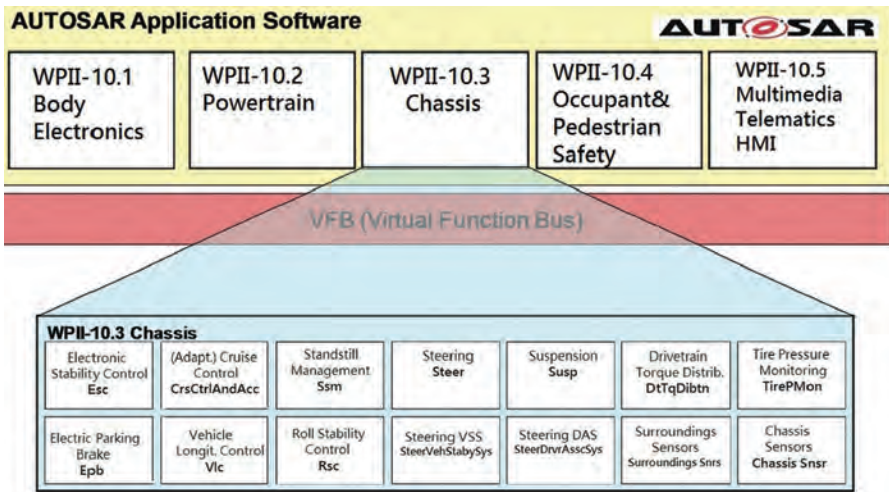 AUTOSAR Application Software
AUTOSAR
WPII-10.1
Body
Electronics
WPII-10.2
Powertrain
WPII-10.3
Chassis
WPII-10.4
Occupant&
Pedestrian
Safety
WPII-10.5
Multimedia
Telematics
HMI
VFB (Virtual Function Bus)
WPII-10.3 Chassis
Electronic
Stability Control
Esc
(Adapt.) Cruise
Control
CrsCtrlAndAcc
Standstill
Management
Ssm
Steering
Steer
Suspension
Susp
Drivetrain
Torque Distrib.
DtTqDibtn
Tire Pressure
Monitoring
TirePMon
Electric Parking
Brake
Epb
Vehicle
Longit. Control
Vlc
Roll Stability
Control
Rsc
Steering VSS
SteerVehStabySys
Steering DAS
SteerDrvrAsscSys
Surroundings
Sensors
Surroundings Snrs
Chassis
Sensors
Chassis Snsr